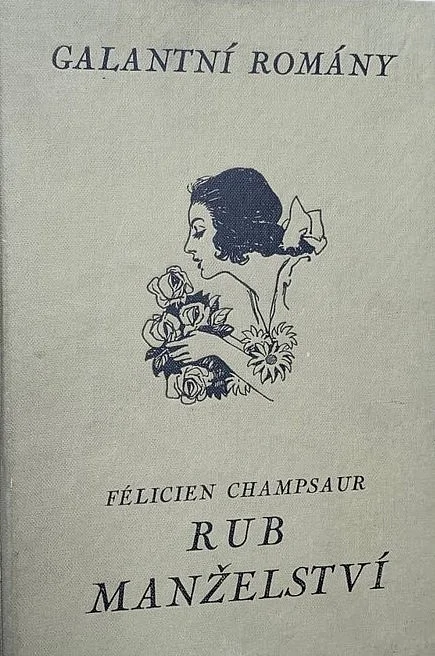 GALANTNÍ ROMÁNY
FÉLICIEN CHAMPSAUR
RUB
MANŽELSTVÍ